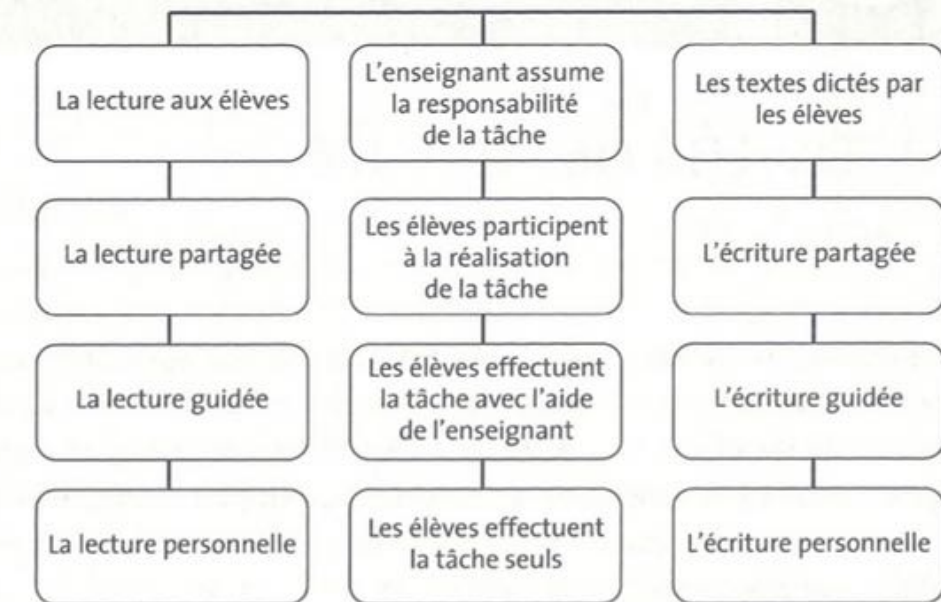 La lecture aux élèves
L'enseignant assume
la responsabilité
de la tâche
Les textes dictés par
les élèves
La lecture partagée
Les élèves participent
à la réalisation
de la tâche
L'écriture partagée
La lecture guidée
Les élèves effectuent
la tâche avec l'aide
de l'enseignant
L'écriture guidée
La lecture personnelle
Les élèves effectuent
la tâche seuls
L'écriture personnelle